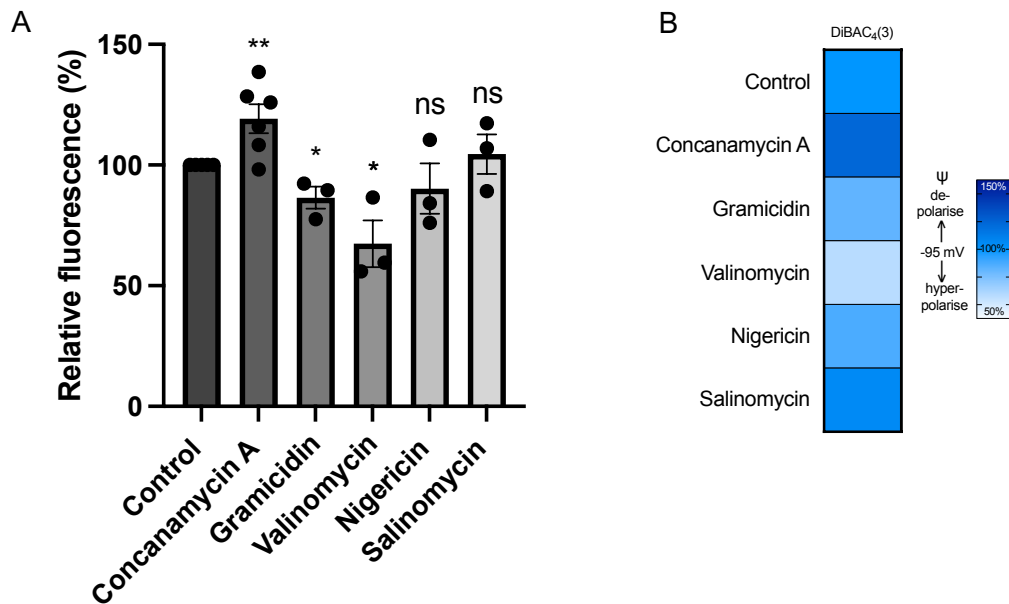 A
Relative fluorescence (%)
150
100
50
0
**
*
*
ns
ns
Control
Concanamycin A
Gramicidin
Valinomycin
Nigericin
Salinomycin
B
DiBAC₄(3)
Control
Concanamycin A
Gramicidin
Valinomycin
Nigericin
Salinomycin
Ψ
de-
polarise
-95 mV
hyper-
polarise
150%
100%
50%